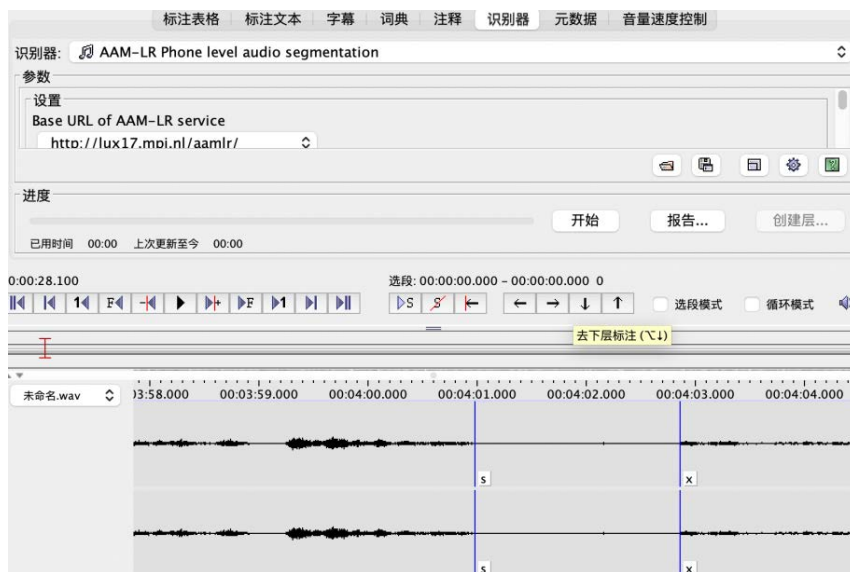 标注表格 标注文本 字幕 词典 注释 识别器 元数据 音量速度控制
识别器: AAM-LR Phone level audio segmentation
参数
设置
Base URL of AAM-LR service
http://lux17.mpi.nl/aamlr/
进度
开始 报告... 创建层...
已用时间 00:00 上次更新至今 00:00
0:00:28.100 选段: 00:00:00.000 - 00:00:00.000 0
1 F + F 1 S S ← ← → ↓ ↑ 选段模式 循环模式
去下层标注 (⌥↓)
未命名.wav 03:58.000 00:03:59.000 00:04:00.000 00:04:01.000 00:04:02.000 00:04:03.000 00:04:04.000
s x
s x